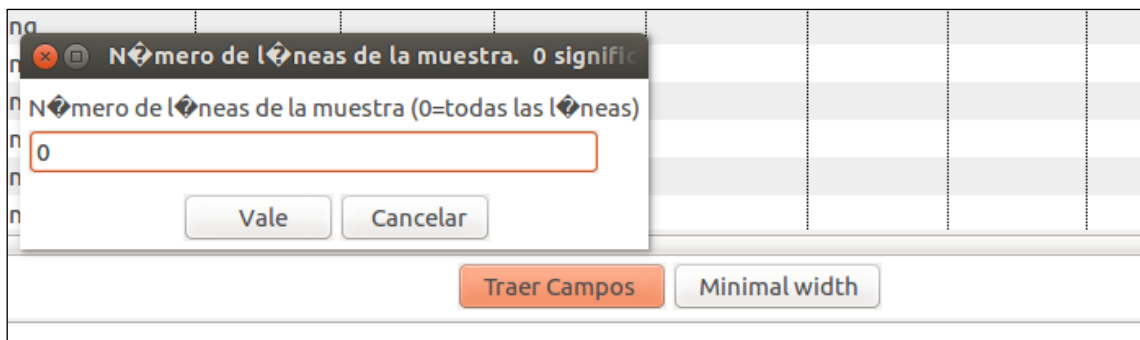 na
N�mero de l�neas de la muestra. 0 signific
N�mero de l�neas de la muestra (0=todas las l�neas)
0
Vale Cancelar
Traer Campos Minimal width